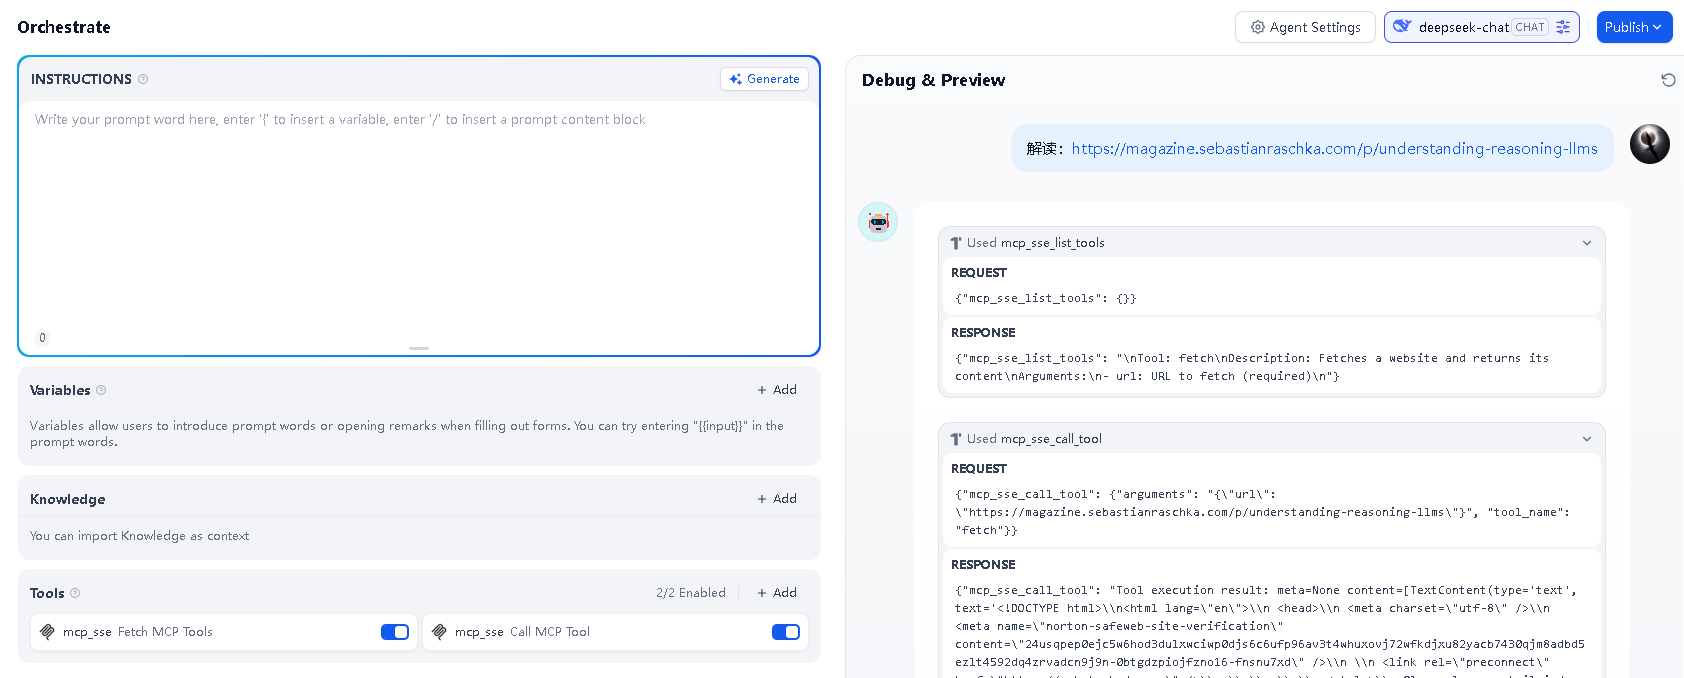 Orchestrate
Agent Settings
deepseek-chat CHAT
Publish
INSTRUCTIONS
Generate
Write your prompt word here, enter '{' to insert a variable, enter '/' to insert a prompt content block
0
Variables
+ Add
Variables allow users to introduce prompt words or opening remarks when filling out forms. You can try entering "{{input}}" in the
prompt words.
Knowledge
+ Add
You can import Knowledge as context
Tools
2/2 Enabled
+ Add
mcp_sse Fetch MCP Tools
mcp_sse Call MCP Tool
Debug & Preview
解读：https://magazine.sebastianraschka.com/p/understanding-reasoning-llms
Used mcp_sse_list_tools
REQUEST
{"mcp_sse_list_tools": {}}
RESPONSE
{"mcp_sse_list_tools": "\nTool: fetch\nDescription: Fetches a website and returns its
content\nArguments:\n- url: URL to fetch (required)\n"}
Used mcp_sse_call_tool
REQUEST
{"mcp_sse_call_tool": {"arguments": "{\"url\":
\"https://magazine.sebastianraschka.com/p/understanding-reasoning-llms\"}", "tool_name":
"fetch"}}
RESPONSE
{"mcp_sse_call_tool": "Tool execution result: meta=None content=[TextContent(type='text',
text='<!DOCTYPE html>\\n<html lang=\"en\">\\n <head>\\n <meta charset=\"utf-8\" />\\n
<meta name=\"norton-safeweb-site-verification\"
content=\"24usqpep0ejc5w6hod3dulxwciwp0djs6c6ufp96av3t4whuxovj72wfkdjxu82yacb7430qjm8adbd5
ezlt4592dq4zrvadcn9j9n-0btgdzpiojfzno16-fnsnu7xd\" />\\n \\n <link rel=\"preconnect\"